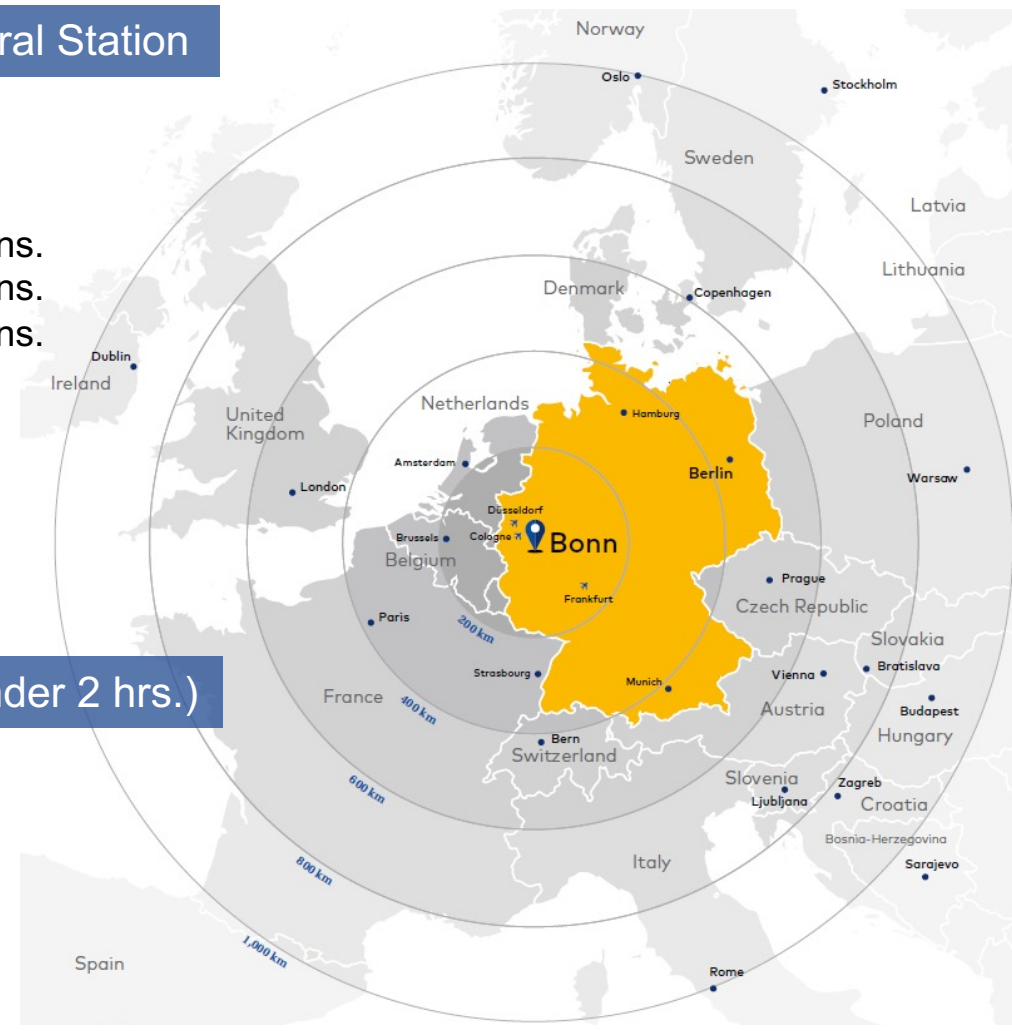 ral Station
ns.
ns.
ns.
nder 2 hrs.)
Norway
Oslo
Stockholm
Sweden
Latvia
Lithuania
Denmark
Copenhagen
Dublin
Ireland
United
Kingdom
Netherlands
Hamburg
Poland
Amsterdam
Berlin
Warsaw
London
Düsseldorf
Brussels
Cologne
Bonn
Belgium
Frankfurt
Prague
Czech Republic
Paris
200 km
Slovakia
Strasbourg
Munich
Vienna
Bratislava
France
400 km
Austria
Budapest
Bern
Switzerland
Hungary
Slovenia
Ljubljana
Zagreb
Croatia
600 km
Bosnia-Herzegovina
Italy
Sarajevo
800 km
1,000 km
Spain
Rome